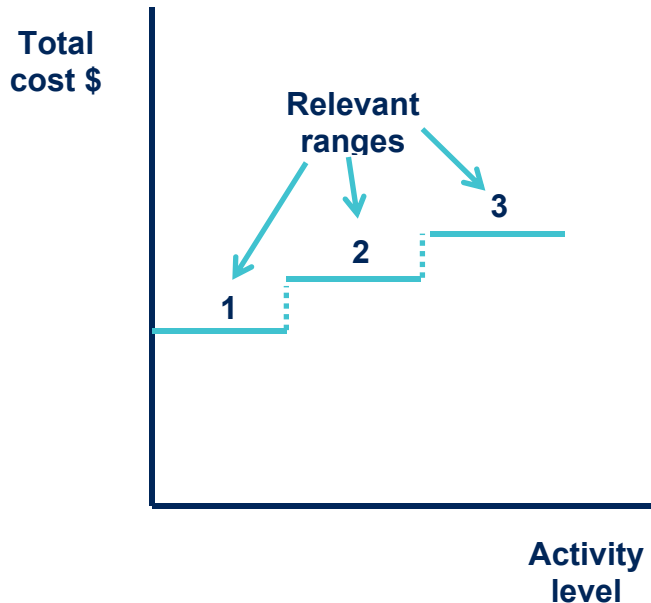 Total
cost $
Relevant
ranges
3
2
1
Activity
level